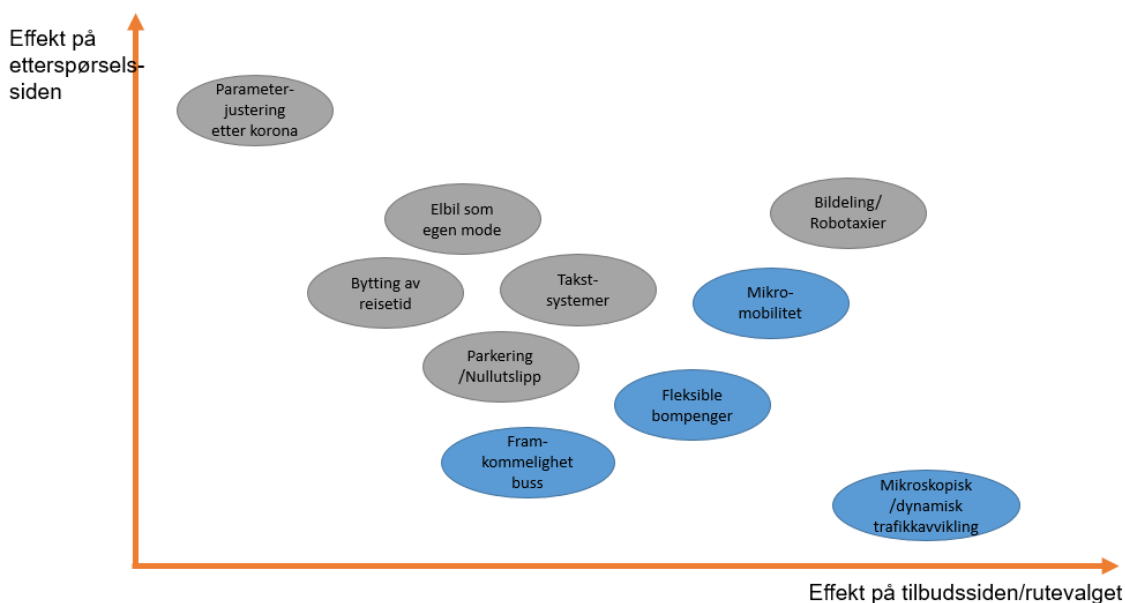 Effekt på
etterspørsels-
siden
Parameter-
justering
etter korona
Elbil som
egen mode
Bildeling/
Robotaxier
Bytting av
reisetid
Takst-
systemer
Mikro-
mobilitet
Parkering
/Nullutslipp
Fleksible
bompenger
Fram-
kommelighet
buss
Mikroskopisk
/dynamisk
trafikkavvikling
Effekt på tilbudssiden/rutevalget